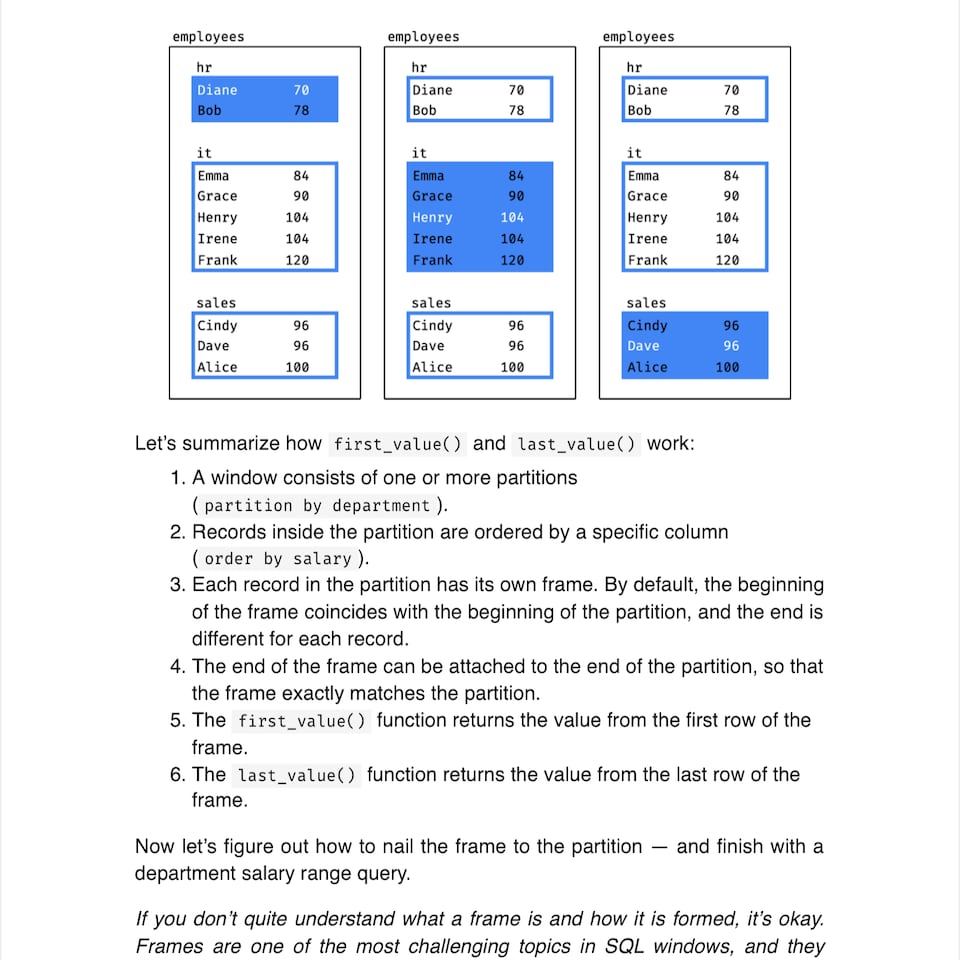 employees employees employees
hr hr hr
Diane 70 Diane 70 Diane 70
Bob 78 Bob 78 Bob 78
it it it
Emma 84 Emma 84 Emma 84
Grace 90 Grace 90 Grace 90
Henry 104 Henry 104 Henry 104
Irene 104 Irene 104 Irene 104
Frank 120 Frank 120 Frank 120
sales sales sales
Cindy 96 Cindy 96 Cindy 96
Dave 96 Dave 96 Dave 96
Alice 100 Alice 100 Alice 100
Let’s summarize how first_value() and last_value() work:
1. A window consists of one or more partitions
( partition by department ).
2. Records inside the partition are ordered by a specific column
( order by salary ).
3. Each record in the partition has its own frame. By default, the beginning
of the frame coincides with the beginning of the partition, and the end is
different for each record.
4. The end of the frame can be attached to the end of the partition, so that
the frame exactly matches the partition.
5. The first_value() function returns the value from the first row of the
frame.
6. The last_value() function returns the value from the last row of the
frame.
Now let’s figure out how to nail the frame to the partition — and finish with a
department salary range query.
If you don’t quite understand what a frame is and how it is formed, it’s okay.
Frames are one of the most challenging topics in SQL windows, and they